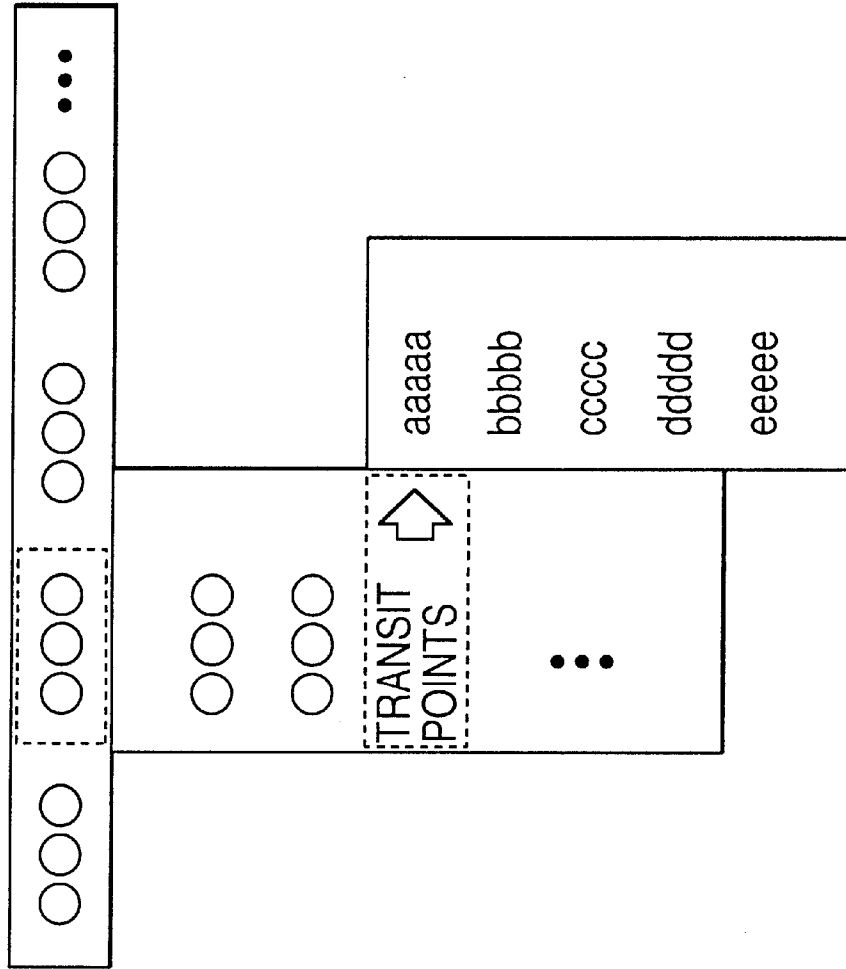 ○○○ ○○○ ○○○ ○○○ •••
○○○
○○○
TRANSIT
POINTS
•••
aaaaa
bbbbb
ccccc
ddddd
eeeee